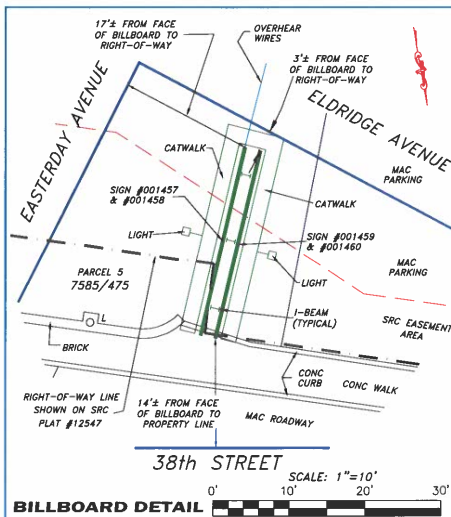 17'± FROM FACE
OF BILLBOARD TO
RIGHT-OF-WAY
OVERHEAR
WIRES
3'± FROM FACE
OF BILLBOARD TO
RIGHT-OF-WAY
EASTERDAY AVENUE
ELDRIDGE AVENUE
CATWALK
MAC
PARKING
SIGN #001457
& #001458
CATWALK
LIGHT
SIGN #001459
& #001460
MAC
PARKING
LIGHT
PARCEL 5
7585/475
SRC EASEMENT
AREA
I-BEAM
(TYPICAL)
L
BRICK
CONC
CURB
CONC WALK
RIGHT-OF-WAY LINE
SHOWN ON SRC
PLAT #12547
14'± FROM FACE
OF BILLBOARD TO
PROPERTY LINE
MAC ROADWAY
38th STREET
SCALE: 1"=10'
BILLBOARD DETAIL
0' 10' 20' 30'